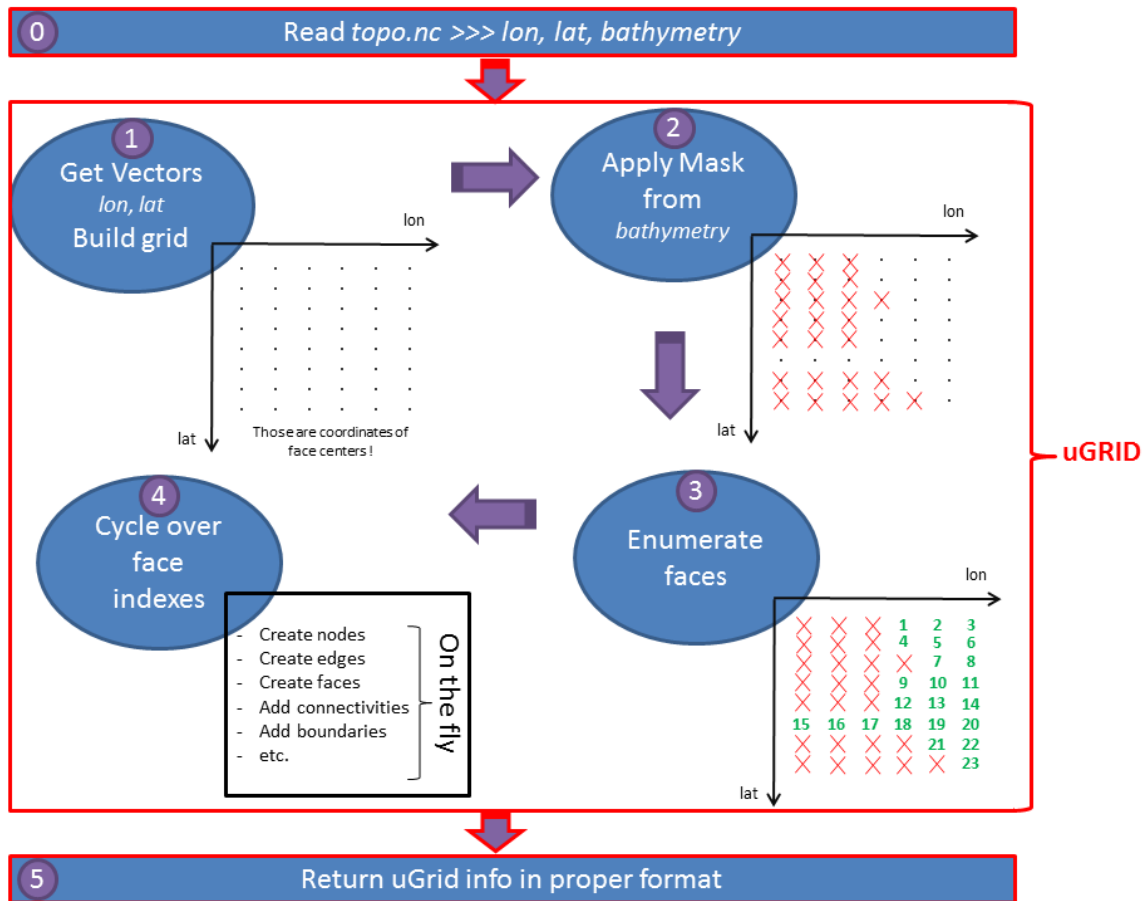 0
Read topo.nc >>> lon, lat, bathymetry
1
Get Vectors
lon, lat
Build grid
lon
lat
Those are coordinates of
face centers !
2
Apply Mask
from
bathymetry
lon
lat
uGRID
3
Enumerate
faces
lon
1 2 3
4 5 6
7 8
9 10 11
12 13 14
15 16 17 18 19 20
21 22
23
lat
4
Cycle over
face
indexes
- Create nodes
- Create edges
- Create faces
- Add connectivities
- Add boundaries
- etc.
On the fly
5
Return uGrid info in proper format